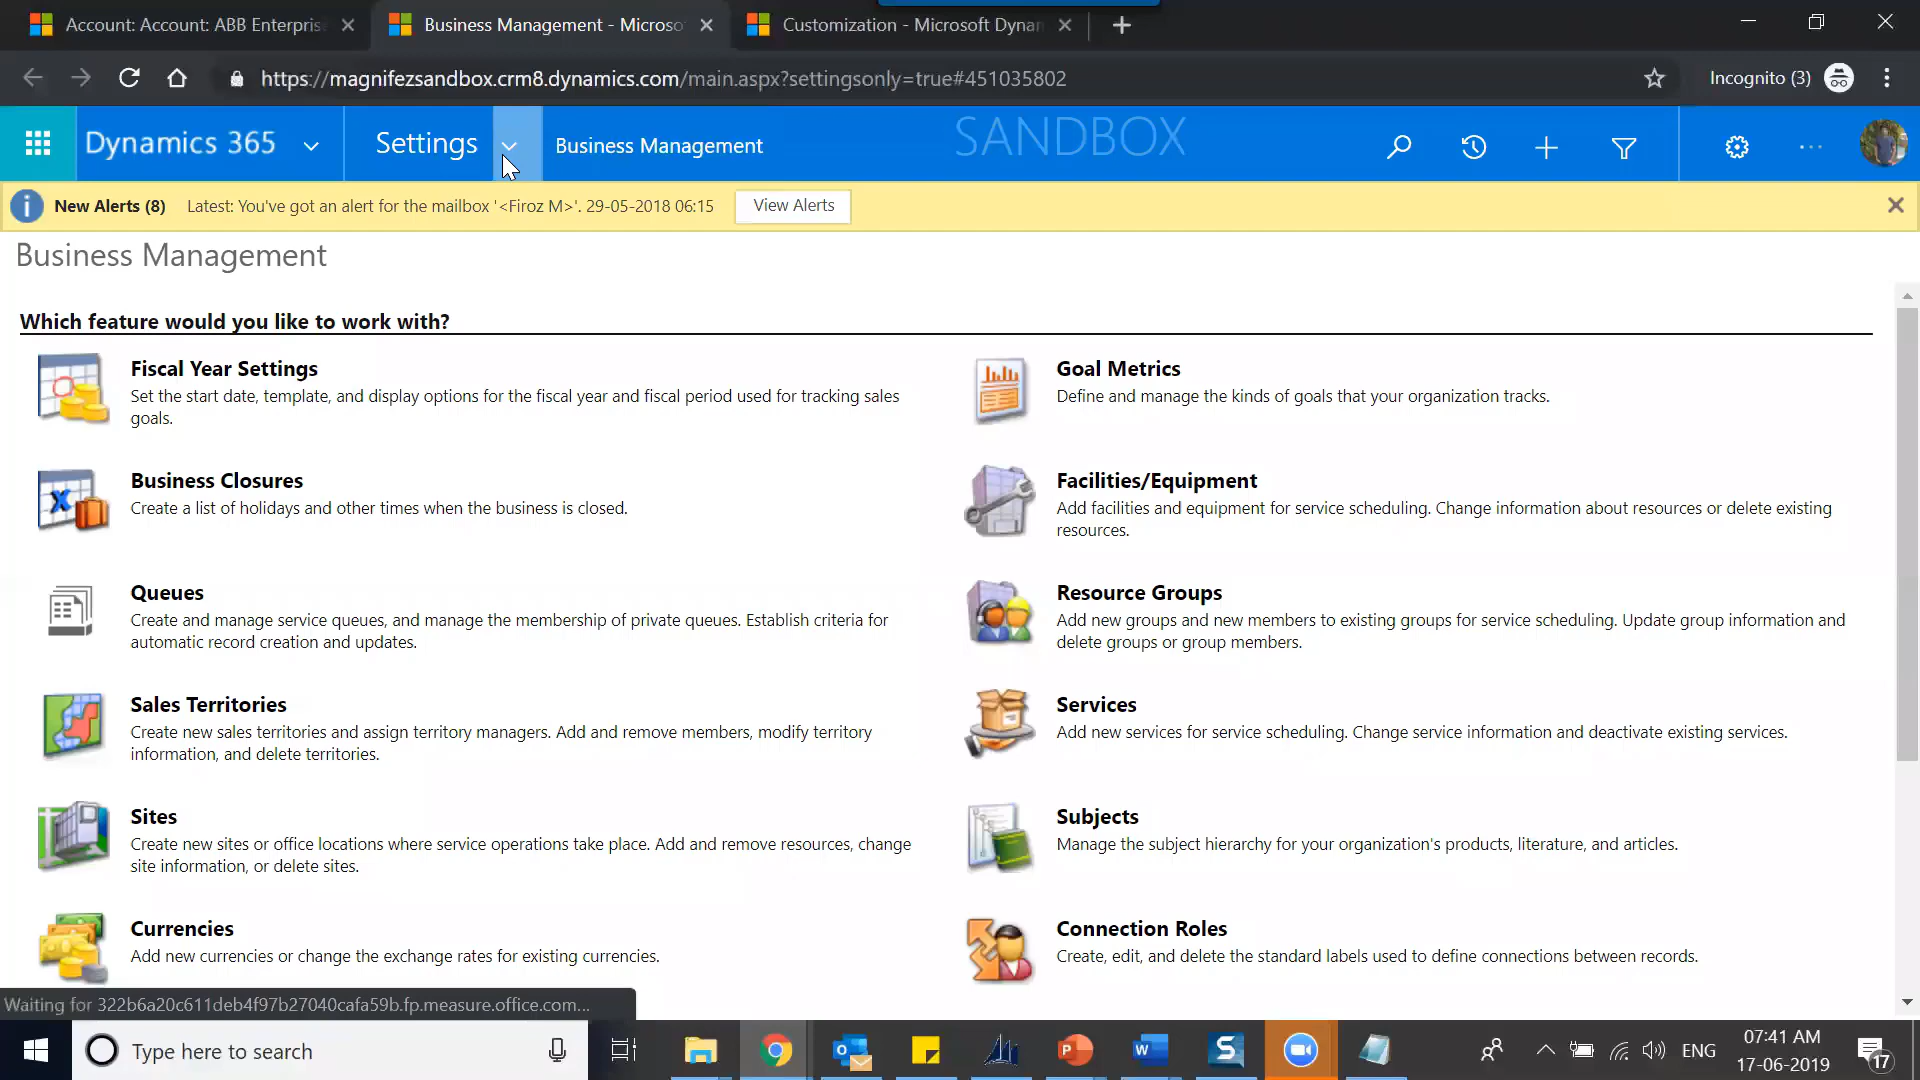 Account: Account: ABB Enterpris
Business Management - Microso
Customization - Microsoft Dynan
https://magnifezsandbox.crm8.dynamics.com/main.aspx?settingsonly=true#451035802
Incognito (3)
Dynamics 365
Settings
Business Management
SANDBOX
New Alerts (8)
Latest: You've got an alert for the mailbox '<Firoz M>'. 29-05-2018 06:15
View Alerts
Business Management
Which feature would you like to work with?
Fiscal Year Settings
Set the start date, template, and display options for the fiscal year and fiscal period used for tracking sales
goals.
Goal Metrics
Define and manage the kinds of goals that your organization tracks.
Business Closures
Create a list of holidays and other times when the business is closed.
Facilities/Equipment
Add facilities and equipment for service scheduling. Change information about resources or delete existing
resources.
Queues
Create and manage service queues, and manage the membership of private queues. Establish criteria for
automatic record creation and updates.
Resource Groups
Add new groups and new members to existing groups for service scheduling. Update group information and
delete groups or group members.
Sales Territories
Create new sales territories and assign territory managers. Add and remove members, modify territory
information, and delete territories.
Services
Add new services for service scheduling. Change service information and deactivate existing services.
Sites
Create new sites or office locations where service operations take place. Add and remove resources, change
site information, or delete sites.
Subjects
Manage the subject hierarchy for your organization's products, literature, and articles.
Currencies
Add new currencies or change the exchange rates for existing currencies.
Connection Roles
Create, edit, and delete the standard labels used to define connections between records.
Waiting for 322b6a20c611deb4f97b27040cafa59b.fp.measure.office.com...
Type here to search
ENG
07:41 AM
17-06-2019
17